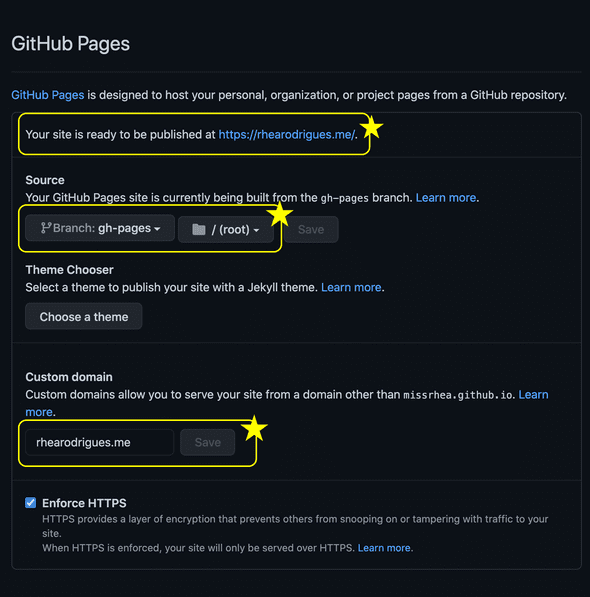 GitHub Pages
GitHub Pages is designed to host your personal, organization, or project pages from a GitHub repository.
Your site is ready to be published at https://rhearodrigues.me/.
Source
Your GitHub Pages site is currently being built from the gh-pages branch. Learn more.
Branch: gh-pages / (root) Save
Theme Chooser
Select a theme to publish your site with a Jekyll theme. Learn more.
Choose a theme
Custom domain
Custom domains allow you to serve your site from a domain other than missrhea.github.io. Learn
more.
rhearodrigues.me Save
Enforce HTTPS
HTTPS provides a layer of encryption that prevents others from snooping on or tampering with traffic to your
site.
When HTTPS is enforced, your site will only be served over HTTPS. Learn more.